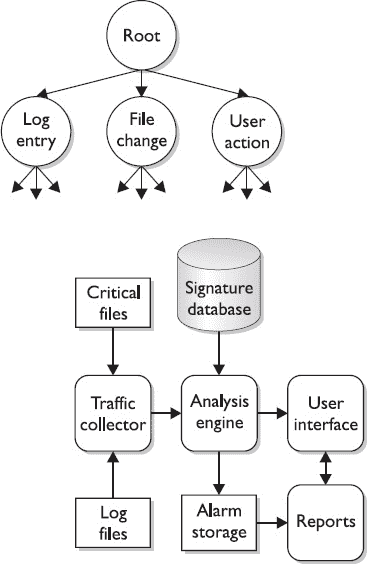 Root
Log
entry
File
change
User
action
Critical
files
Signature
database
Traffic
collector
Analysis
engine
User
interface
Log
files
Alarm
storage
Reports